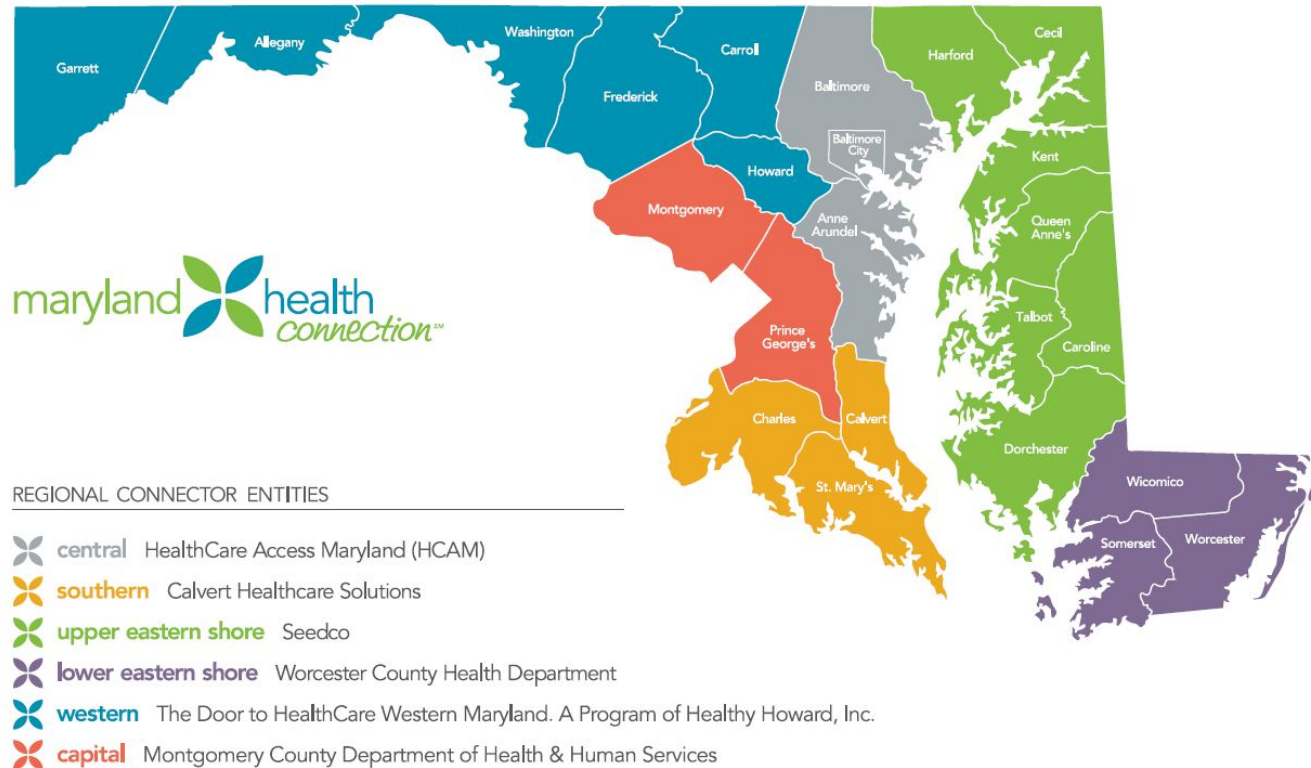 Garrett
Allegany
Washington
Frederick
Carroll
Baltimore
Baltimore
City
Harford
Cecil
Howard
Montgomery
Anne
Arundel
Kent
Queen
Anne's
Prince
George's
Talbot
Caroline
Charles
Calvert
St. Mary's
Dorchester
Wicomico
Somerset
Worcester
maryland health
connection℠
REGIONAL CONNECTOR ENTITIES
central HealthCare Access Maryland (HCAM)
southern Calvert Healthcare Solutions
upper eastern shore Seedco
lower eastern shore Worcester County Health Department
western The Door to HealthCare Western Maryland. A Program of Healthy Howard, Inc.
capital Montgomery County Department of Health & Human Services